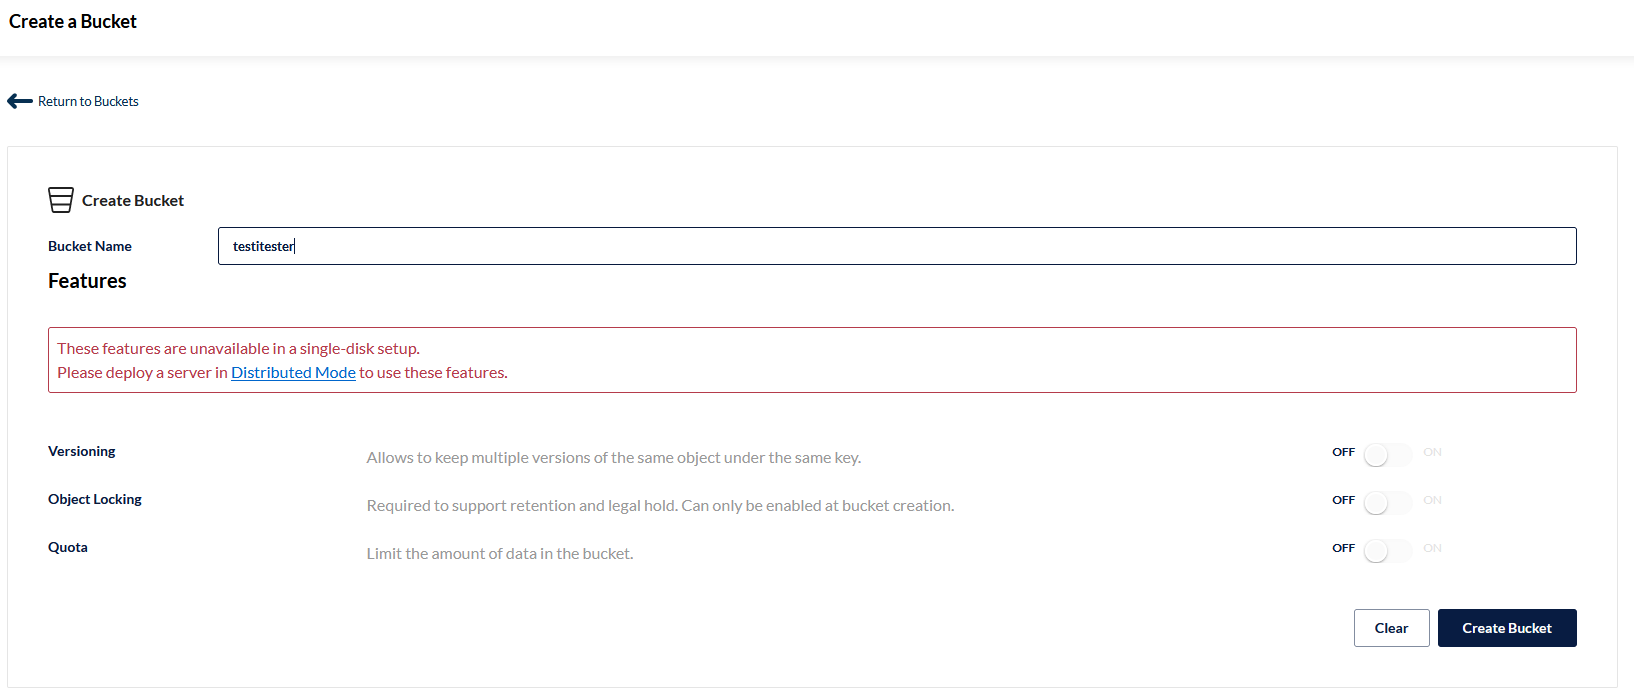 Create a Bucket
Return to Buckets
Create Bucket
Bucket Name testitester
Features
These features are unavailable in a single-disk setup.
Please deploy a server in Distributed Mode to use these features.
Versioning Allows to keep multiple versions of the same object under the same key. OFF ON
Object Locking Required to support retention and legal hold. Can only be enabled at bucket creation. OFF ON
Quota Limit the amount of data in the bucket. OFF ON
Clear Create Bucket